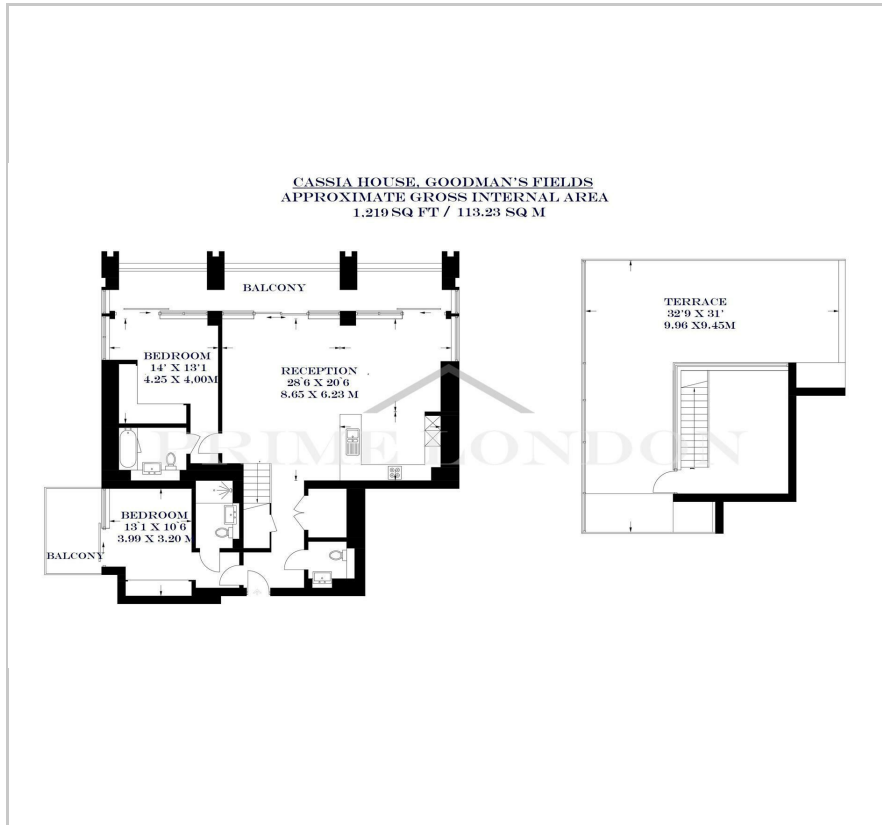 CASSIA HOUSE, GOODMAN'S FIELDS
APPROXIMATE GROSS INTERNAL AREA
1.219 SQ FT / 113.23 SQ M
BALCONY
BEDROOM
14' X 13'1
4.25 X 4,00M
RECEPTION
28'6 X 20'6
8.65 X 6.23 M
TERRACE
32'9 X 31'
9.96 X9.45M
PRIME LONDON
BEDROOM
13'1 X 10'6
3.99 X 3.20 M
BALCONY